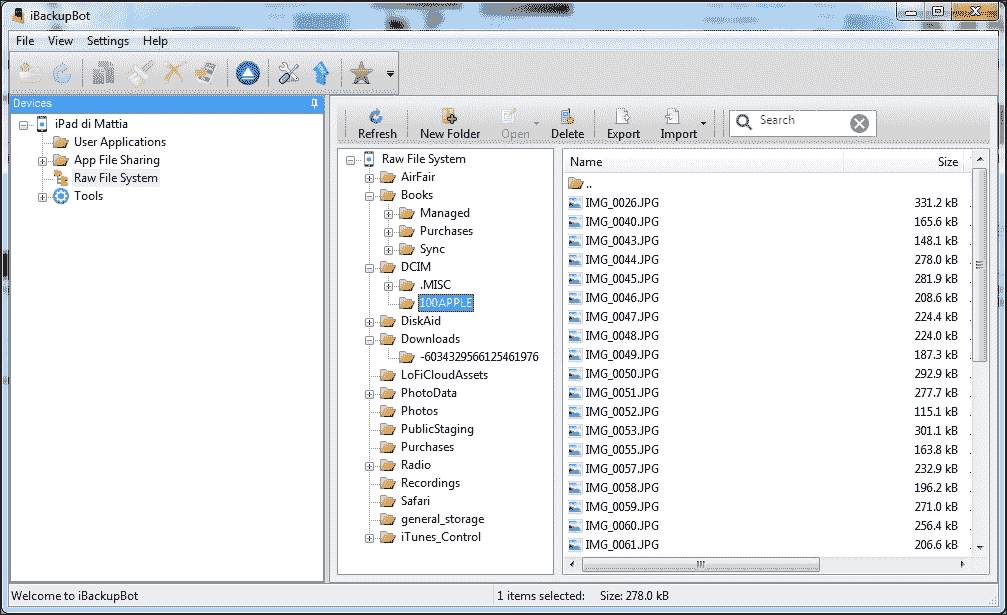 iBackupBot
File View Settings Help
Devices
iPad di Mattia
User Applications
App File Sharing
Raw File System
Tools
Refresh New Folder Open Delete Export Import Search
Raw File System
AirFair
Books
Managed
Purchases
Sync
DCIM
.MISC
100APPLE
DiskAid
Downloads
-6034329566125461976
LoFiCloudAssets
PhotoData
Photos
PublicStaging
Purchases
Radio
Recordings
Safari
general_storage
iTunes_Control
Name Size
..
IMG_0026.JPG 331.2 kB
IMG_0040.JPG 165.6 kB
IMG_0043.JPG 148.1 kB
IMG_0044.JPG 278.0 kB
IMG_0045.JPG 281.9 kB
IMG_0046.JPG 208.6 kB
IMG_0047.JPG 224.4 kB
IMG_0048.JPG 224.0 kB
IMG_0049.JPG 187.3 kB
IMG_0050.JPG 292.9 kB
IMG_0051.JPG 277.7 kB
IMG_0052.JPG 115.1 kB
IMG_0053.JPG 301.1 kB
IMG_0055.JPG 163.8 kB
IMG_0057.JPG 232.9 kB
IMG_0058.JPG 196.2 kB
IMG_0059.JPG 271.0 kB
IMG_0060.JPG 256.4 kB
IMG_0061.JPG 206.6 kB
Welcome to iBackupBot 1 items selected: Size: 278.0 kB